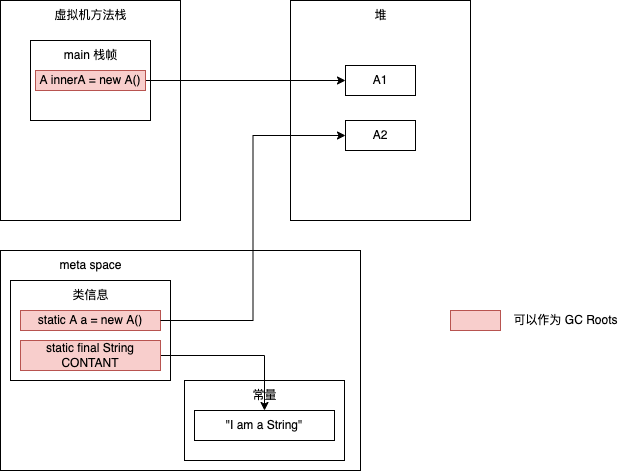 虚拟机方法栈
main 栈帧
A innerA = new A()
堆
A1
A2
meta space
类信息
static A a = new A()
static final String
CONTANT
常量
"I am a String"
可以作为 GC Roots